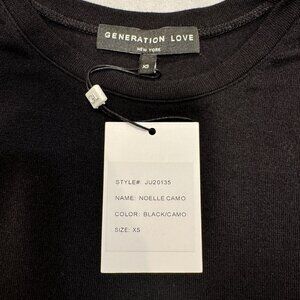 GENERATION LOVE
NEW YORK
XS
STYLE#: JU20135
NAME: NOELLE CAMO
COLOR: BLACK/CAMO
SIZE: XS